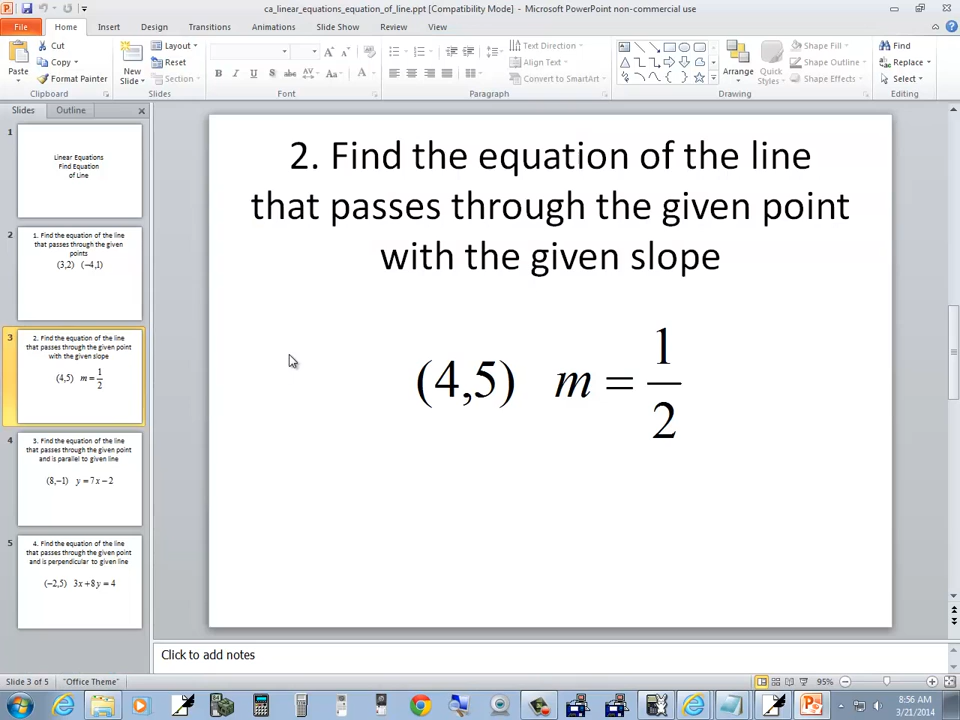 ca_linear_equations_equation_of_line.ppt [Compatibility Mode] - Microsoft PowerPoint non-commercial use
File Home Insert Design Transitions Animations Slide Show Review View
Paste Cut Copy Format Painter Clipboard
New Slide Layout Reset Section Slides
B I U S abc AV Aa A Font
Text Direction Align Text Convert to SmartArt Paragraph
Arrange Quick Styles Shape Fill Shape Outline Shape Effects Drawing
Find Replace Select Editing
Slides Outline
1
Linear Equations
Find Equation
of Line
2
1. Find the equation of the line
that passes through the given
points
(3,2) (−4,1)
3
2. Find the equation of the line
that passes through the given point
with the given slope
(4,5) m = 1/2
4
3. Find the equation of the line
that passes through the given point
and is parallel to given line
(8,−1) y = 7x − 2
5
4. Find the equation of the line
that passes through the given point
and is perpendicular to given line
(−2,5) 3x + 8y = 4
2. Find the equation of the line
that passes through the given point
with the given slope
(4,5) m = 1/2
Click to add notes
Slide 3 of 5 "Office Theme" 95%
8:56 AM
3/21/2014